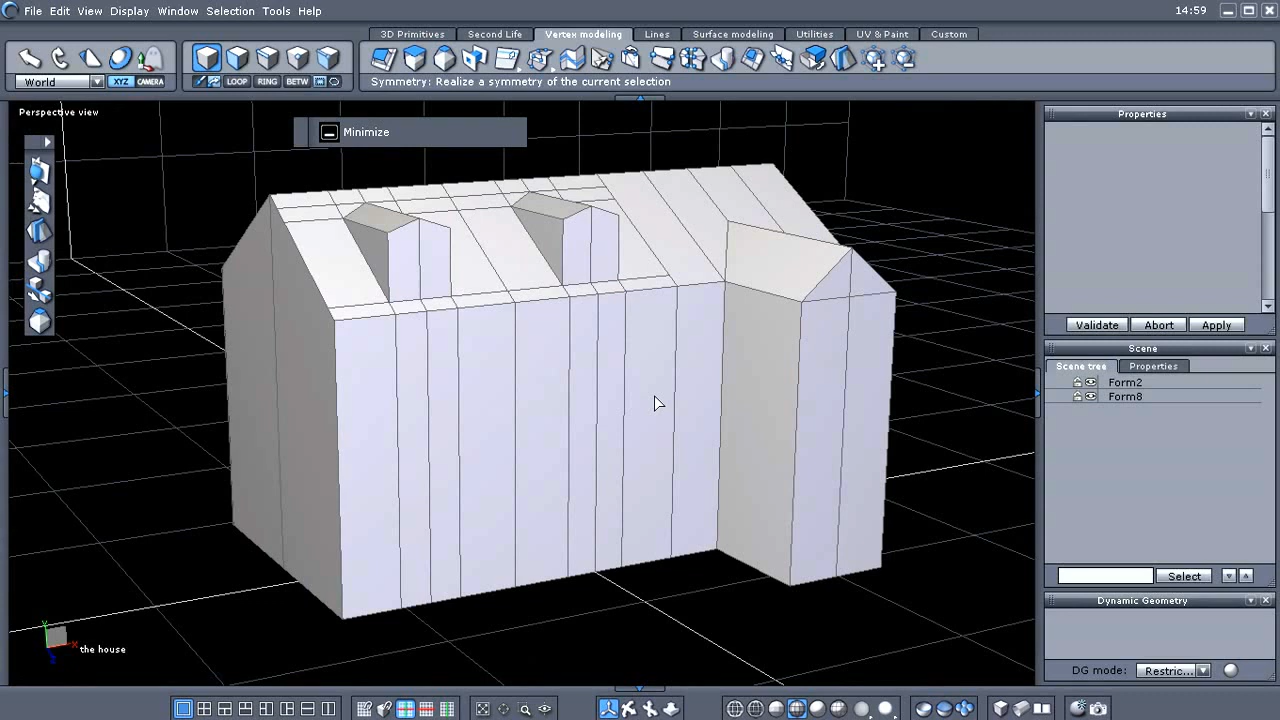 File Edit View Display Window Selection Tools Help 14:59
3D Primitives Second Life Vertex modeling Lines Surface modeling Utilities UV & Paint Custom
World XYZ CAMERA LOOP RING BETW Symmetry: Realize a symmetry of the current selection
Perspective view
Minimize
Properties
Validate Abort Apply
Scene
Scene tree Properties
Form2
Form8
Select
Dynamic Geometry
DG mode: Restric...
Y
X
the house